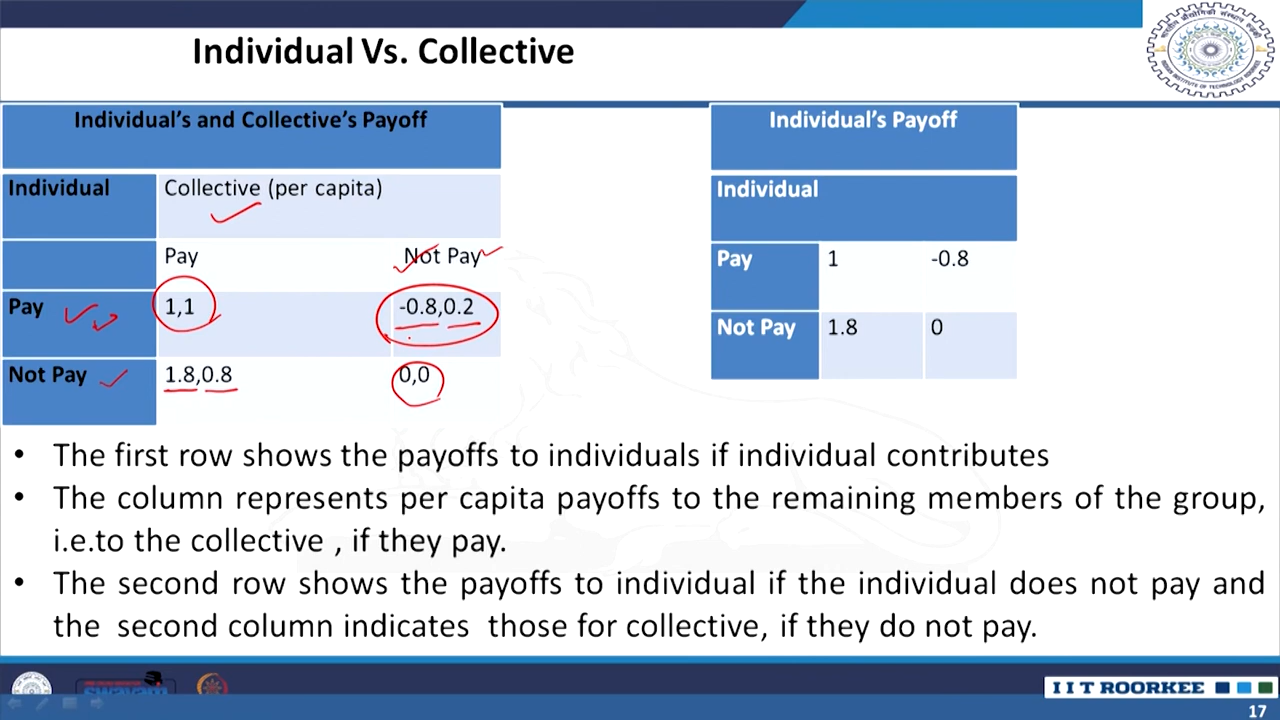 Individual Vs. Collective
Individual's and Collective's Payoff
Individual Collective (per capita)
Pay Not Pay
Pay 1,1 -0.8,0.2
Not Pay 1.8,0.8 0,0
Individual's Payoff
Individual
Pay 1 -0.8
Not Pay 1.8 0
• The first row shows the payoffs to individuals if individual contributes
• The column represents per capita payoffs to the remaining members of the group,
i.e.to the collective , if they pay.
• The second row shows the payoffs to individual if the individual does not pay and
the second column indicates those for collective, if they do not pay.
swayam
IIT ROORKEE
17